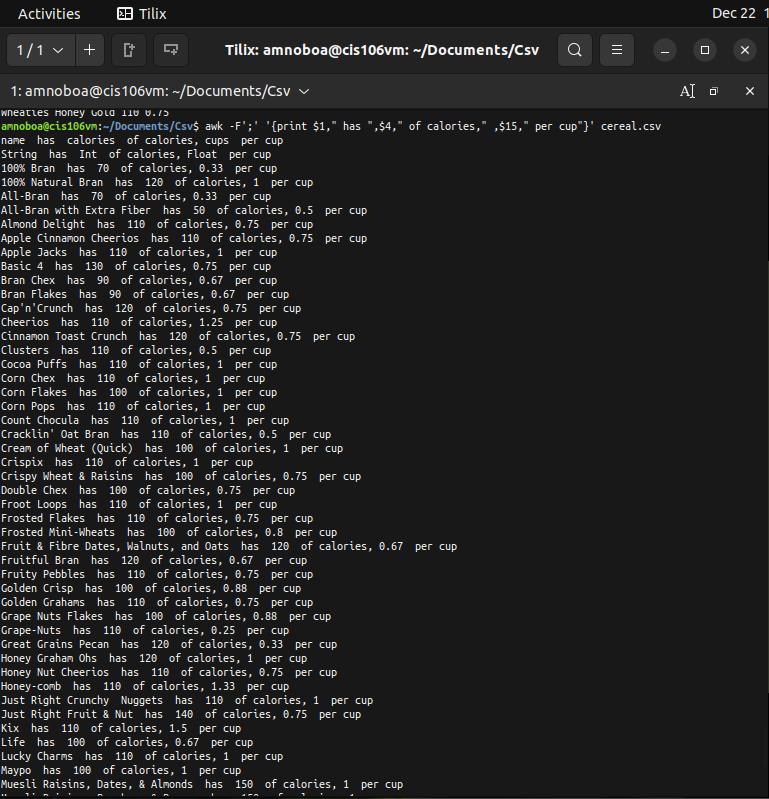 Activities Tilix Dec 22 1
1 / 1 Tilix: amnoboa@cis106vm: ~/Documents/Csv
1: amnoboa@cis106vm: ~/Documents/Csv
Wheaties Honey Gold 110 0.75
amnoboa@cis106vm:~/Documents/Csv$ awk -F';' '{print $1," has ",$4," of calories," ,$15," per cup"}' cereal.csv
name  has  calories  of calories, cups  per cup
String  has  Int  of calories, Float  per cup
100% Bran  has  70  of calories, 0.33  per cup
100% Natural Bran  has  120  of calories, 1  per cup
All-Bran  has  70  of calories, 0.33  per cup
All-Bran with Extra Fiber  has  50  of calories, 0.5  per cup
Almond Delight  has  110  of calories, 0.75  per cup
Apple Cinnamon Cheerios  has  110  of calories, 0.75  per cup
Apple Jacks  has  110  of calories, 1  per cup
Basic 4  has  130  of calories, 0.75  per cup
Bran Chex  has  90  of calories, 0.67  per cup
Bran Flakes  has  90  of calories, 0.67  per cup
Cap'n'Crunch  has  120  of calories, 0.75  per cup
Cheerios  has  110  of calories, 1.25  per cup
Cinnamon Toast Crunch  has  120  of calories, 0.75  per cup
Clusters  has  110  of calories, 0.5  per cup
Cocoa Puffs  has  110  of calories, 1  per cup
Corn Chex  has  110  of calories, 1  per cup
Corn Flakes  has  100  of calories, 1  per cup
Corn Pops  has  110  of calories, 1  per cup
Count Chocula  has  110  of calories, 1  per cup
Cracklin' Oat Bran  has  110  of calories, 0.5  per cup
Cream of Wheat (Quick)  has  100  of calories, 1  per cup
Crispix  has  110  of calories, 1  per cup
Crispy Wheat & Raisins  has  100  of calories, 0.75  per cup
Double Chex  has  100  of calories, 0.75  per cup
Froot Loops  has  110  of calories, 1  per cup
Frosted Flakes  has  110  of calories, 0.75  per cup
Frosted Mini-Wheats  has  100  of calories, 0.8  per cup
Fruit & Fibre Dates, Walnuts, and Oats  has  120  of calories, 0.67  per cup
Fruitful Bran  has  120  of calories, 0.67  per cup
Fruity Pebbles  has  110  of calories, 0.75  per cup
Golden Crisp  has  100  of calories, 0.88  per cup
Golden Grahams  has  110  of calories, 0.75  per cup
Grape Nuts Flakes  has  100  of calories, 0.88  per cup
Grape-Nuts  has  110  of calories, 0.25  per cup
Great Grains Pecan  has  120  of calories, 0.33  per cup
Honey Graham Ohs  has  120  of calories, 1  per cup
Honey Nut Cheerios  has  110  of calories, 0.75  per cup
Honey-comb  has  110  of calories, 1.33  per cup
Just Right Crunchy  Nuggets  has  110  of calories, 1  per cup
Just Right Fruit & Nut  has  140  of calories, 0.75  per cup
Kix  has  110  of calories, 1.5  per cup
Life  has  100  of calories, 0.67  per cup
Lucky Charms  has  110  of calories, 1  per cup
Maypo  has  100  of calories, 1  per cup
Muesli Raisins, Dates, & Almonds  has  150  of calories, 1  per cup